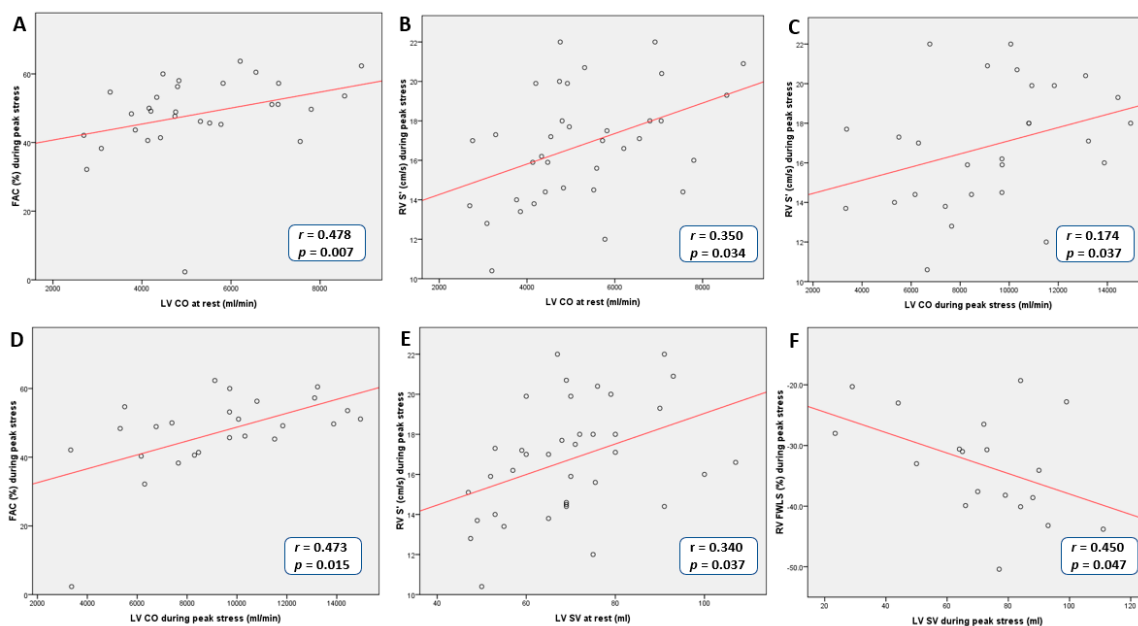 A
FAC (%) during peak stress
60
40
20
0
2000 4000 6000 8000
LV CO at rest (ml/min)
r = 0.478
p = 0.007
B
RV S' (cm/s) during peak stress
22
20
18
16
14
12
10
2000 4000 6000 8000
LV CO at rest (ml/min)
r = 0.350
p = 0.034
C
RV S' (cm/s) during peak stress
22
20
18
16
14
12
10
2000 4000 6000 8000 10000 12000 14000
LV CO during peak stress (ml/min)
r = 0.174
p = 0.037
D
FAC (%) during peak stress
60
40
20
0
2000 4000 6000 8000 10000 12000 14000
LV CO during peak stress (ml/min)
r = 0.473
p = 0.015
E
RV S' (cm/s) during peak stress
22
20
18
16
14
12
10
40 60 80 100
LV SV at rest (ml)
r = 0.340
p = 0.037
F
RV FWLS (%) during peak stress
-20.0
-30.0
-40.0
-50.0
20 40 60 80 100 120
LV SV during peak stress (ml)
r = 0.450
p = 0.047